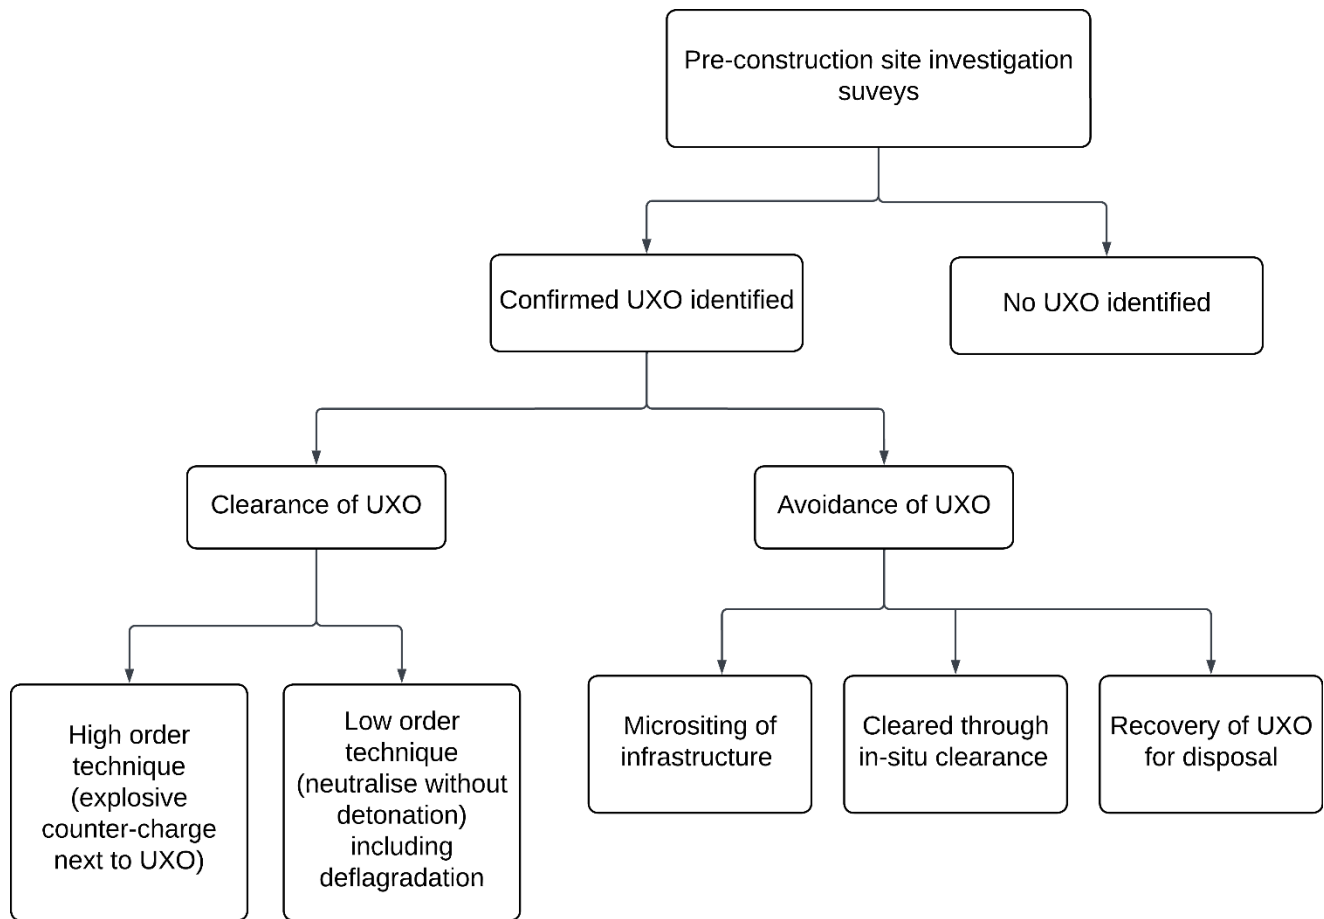 Pre-construction site investigation
suveys
Confirmed UXO identified
No UXO identified
Clearance of UXO
Avoidance of UXO
High order
technique
(explosive
counter-charge
next to UXO)
Low order
technique
(neutralise without
detonation)
including
deflagradation
Micrositing of
infrastructure
Cleared through
in-situ clearance
Recovery of UXO
for disposal